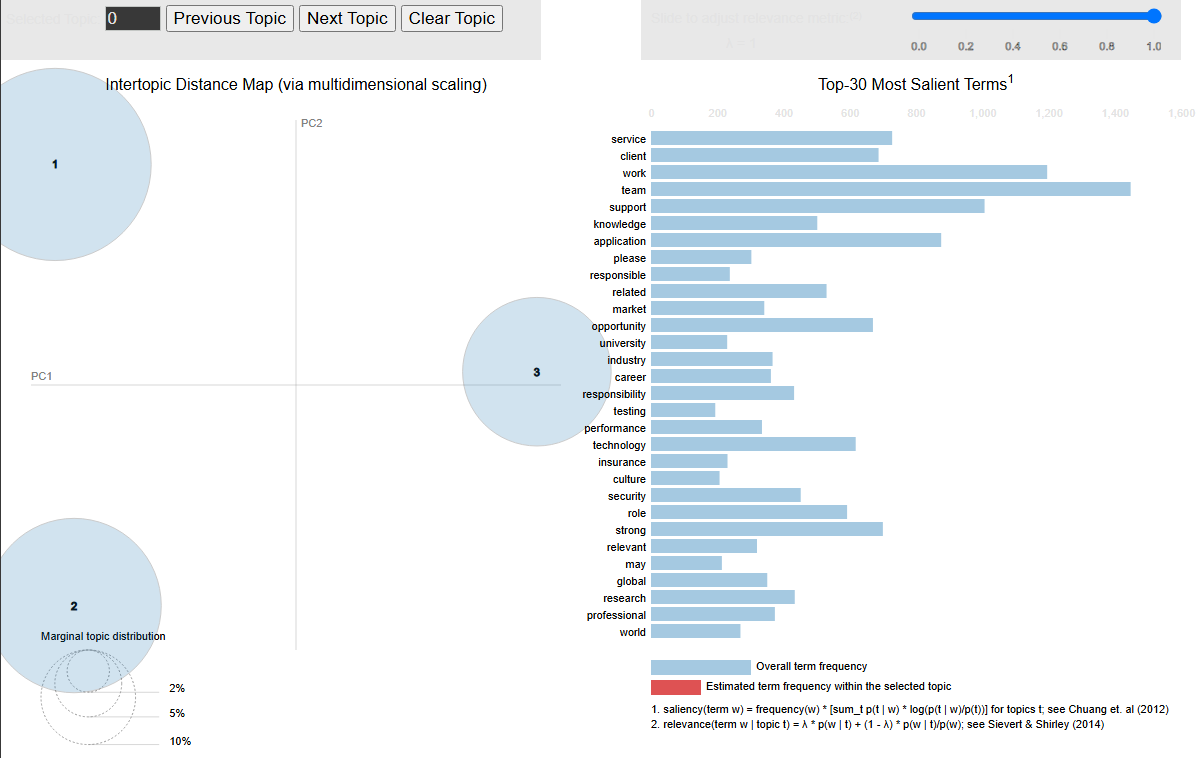 Selected Topic: 0 Previous Topic Next Topic Clear Topic
Slide to adjust relevance metric:(2)
λ = 1
0.0 0.2 0.4 0.6 0.8 1.0
Intertopic Distance Map (via multidimensional scaling)
PC2
PC1
1
3
2
Marginal topic distribution
2%
5%
10%
Top-30 Most Salient Terms1
0 200 400 600 800 1,000 1,200 1,400 1,600
service
client
work
team
support
knowledge
application
please
responsible
related
market
opportunity
university
industry
career
responsibility
testing
performance
technology
insurance
culture
security
role
strong
relevant
may
global
research
professional
world
Overall term frequency
Estimated term frequency within the selected topic
1. saliency(term w) = frequency(w) * [sum_t p(t | w) * log(p(t | w)/p(t))] for topics t; see Chuang et. al (2012)
2. relevance(term w | topic t) = λ * p(w | t) + (1 - λ) * p(w | t)/p(w); see Sievert & Shirley (2014)